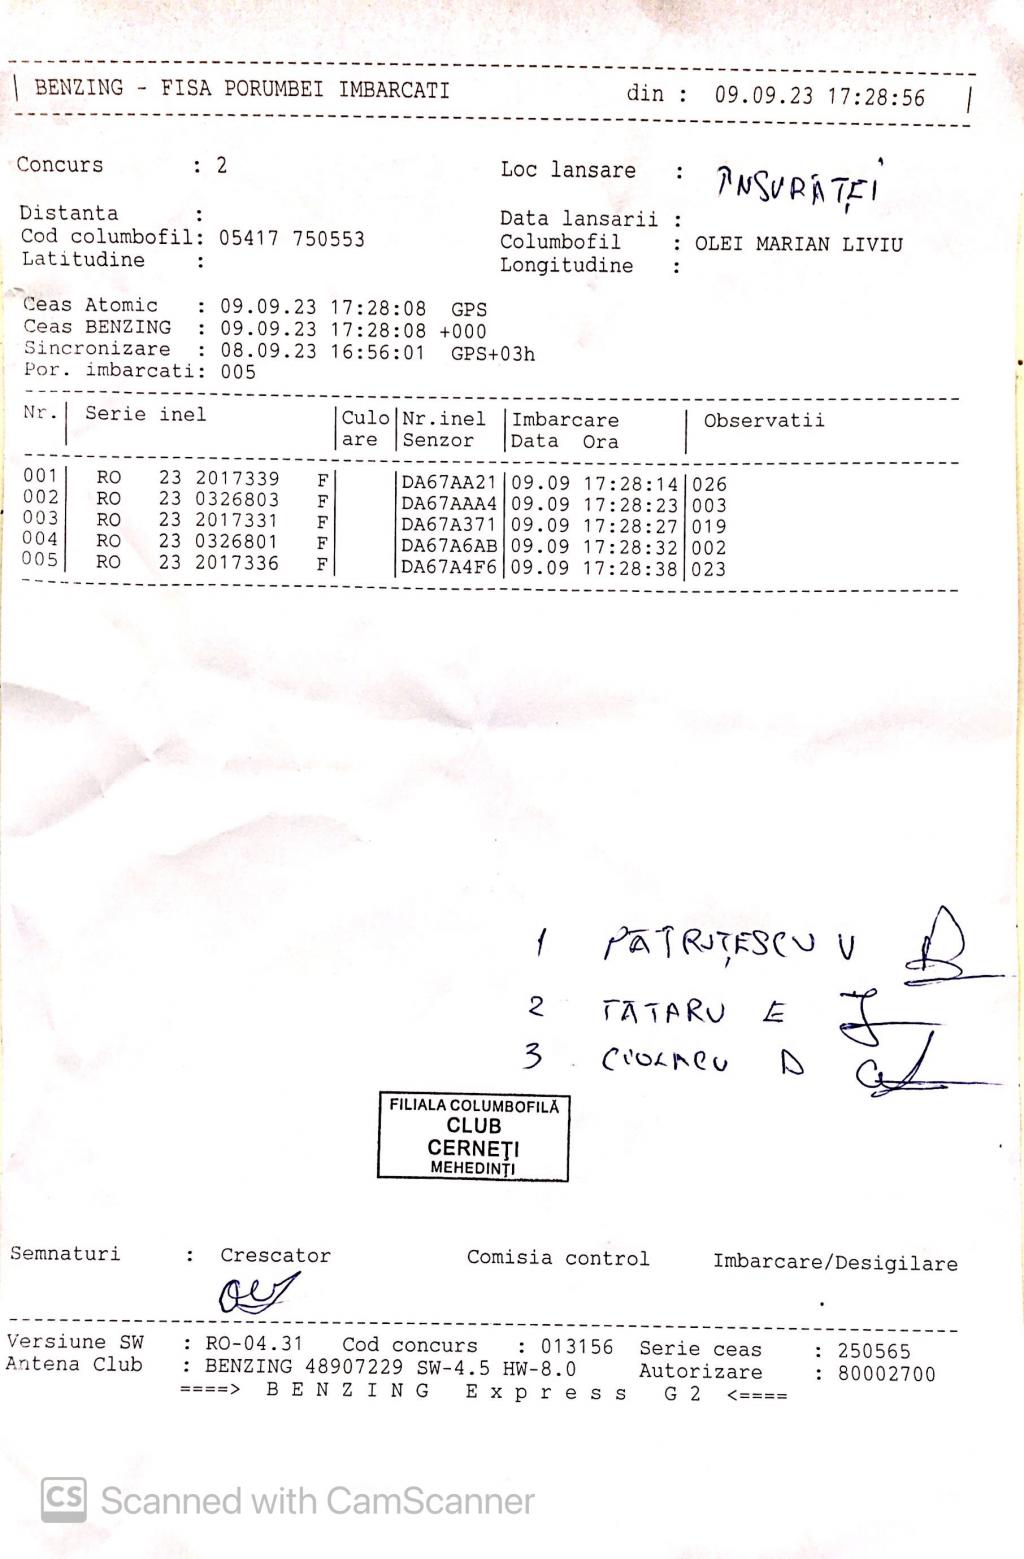 BENZING - FISA PORUMBEI IMBARCATI din : 09.09.23 17:28:56
Concurs : 2 Loc lansare : ÎNSURĂȚEI
Distanta : Data lansarii :
Cod columbofil: 05417 750553 Columbofil : OLEI MARIAN LIVIU
Latitudine : Longitudine :
Ceas Atomic : 09.09.23 17:28:08 GPS
Ceas BENZING : 09.09.23 17:28:08 +000
Sincronizare : 08.09.23 16:56:01 GPS+03h
Por. imbarcati: 005
Nr. Serie inel Culo Nr.inel Imbarcare Observatii
are Senzor Data Ora
001 RO 23 2017339 F DA67AA21 09.09 17:28:14 026
002 RO 23 0326803 F DA67AAA4 09.09 17:28:23 003
003 RO 23 2017331 F DA67A371 09.09 17:28:27 019
004 RO 23 0326801 F DA67A6AB 09.09 17:28:32 002
005 RO 23 2017336 F DA67A4F6 09.09 17:28:38 023
1 PĂTRUȚESCU V
2 TĂTARU E
3 CIOLACU D
FILIALA COLUMBOFILĂ
CLUB
CERNEȚI
MEHEDINȚI
Semnaturi : Crescator Comisia control Imbarcare/Desigilare
Versiune SW : RO-04.31 Cod concurs : 013156 Serie ceas : 250565
Antena Club : BENZING 48907229 SW-4.5 HW-8.0 Autorizare : 80002700
====> B E N Z I N G E x p r e s s G 2 <====
CS Scanned with CamScanner